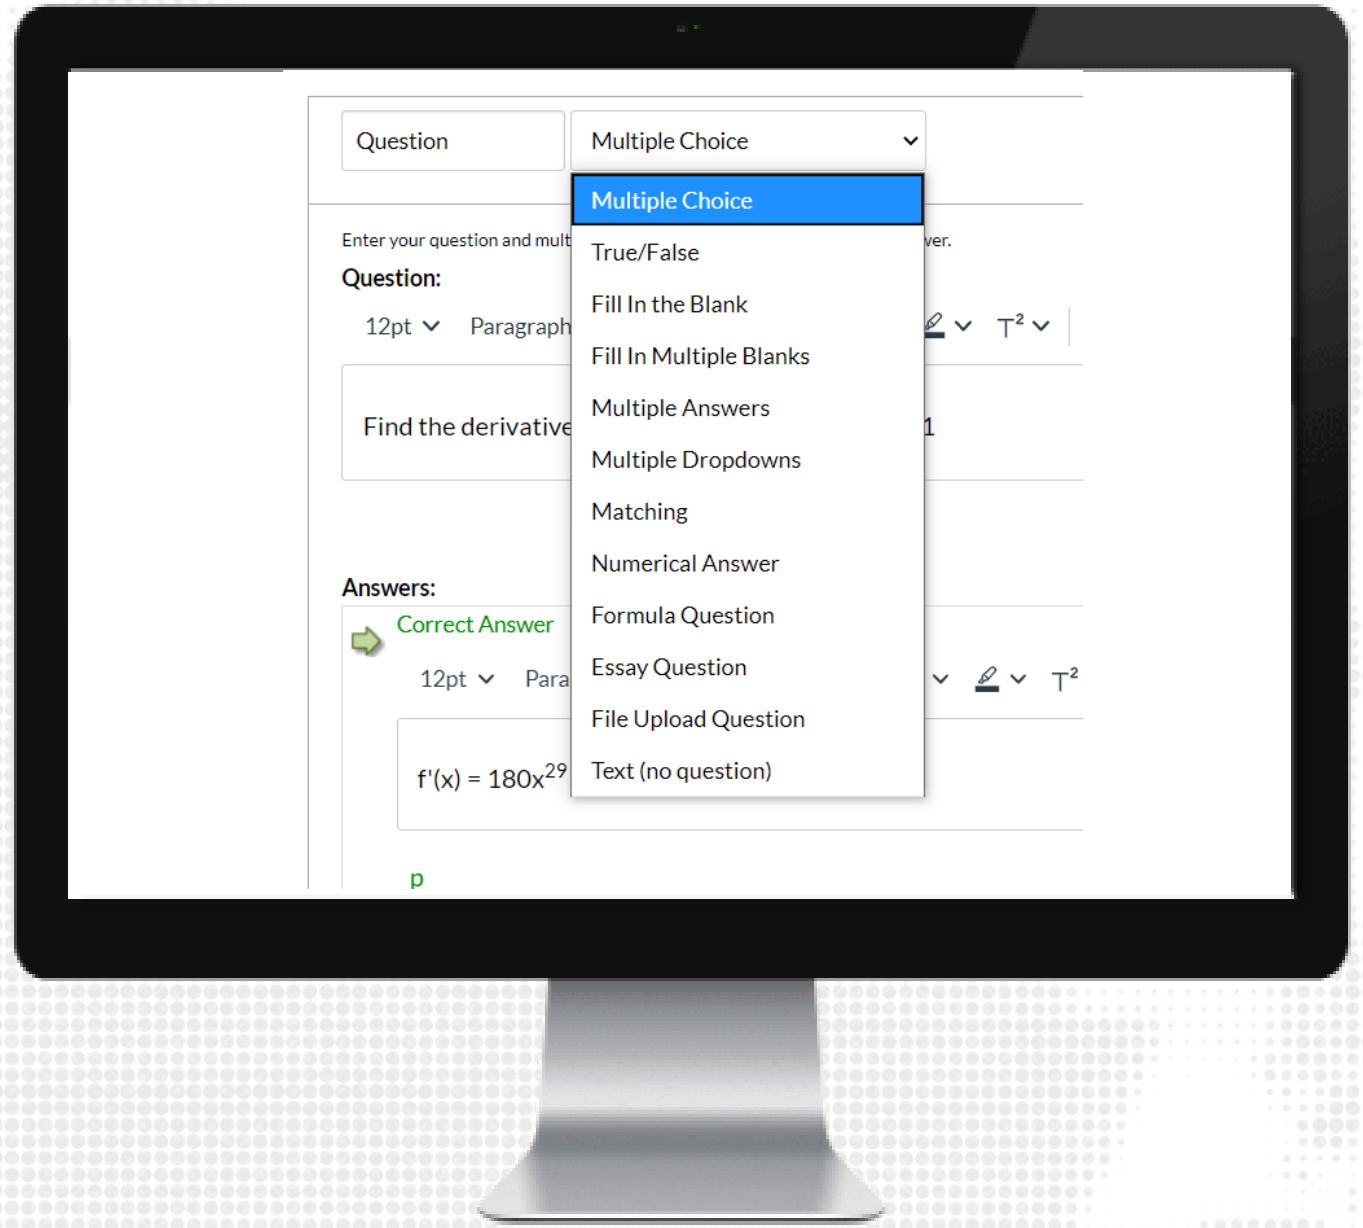 Question
Multiple Choice
Multiple Choice
True/False
Fill In the Blank
Fill In Multiple Blanks
Multiple Answers
Multiple Dropdowns
Matching
Numerical Answer
Formula Question
Essay Question
File Upload Question
Text (no question)
Enter your question and mult
wer.
Question:
12pt Paragraph T²
Find the derivative 1
Answers:
Correct Answer
12pt Para T²
f'(x) = 180x²⁹
p